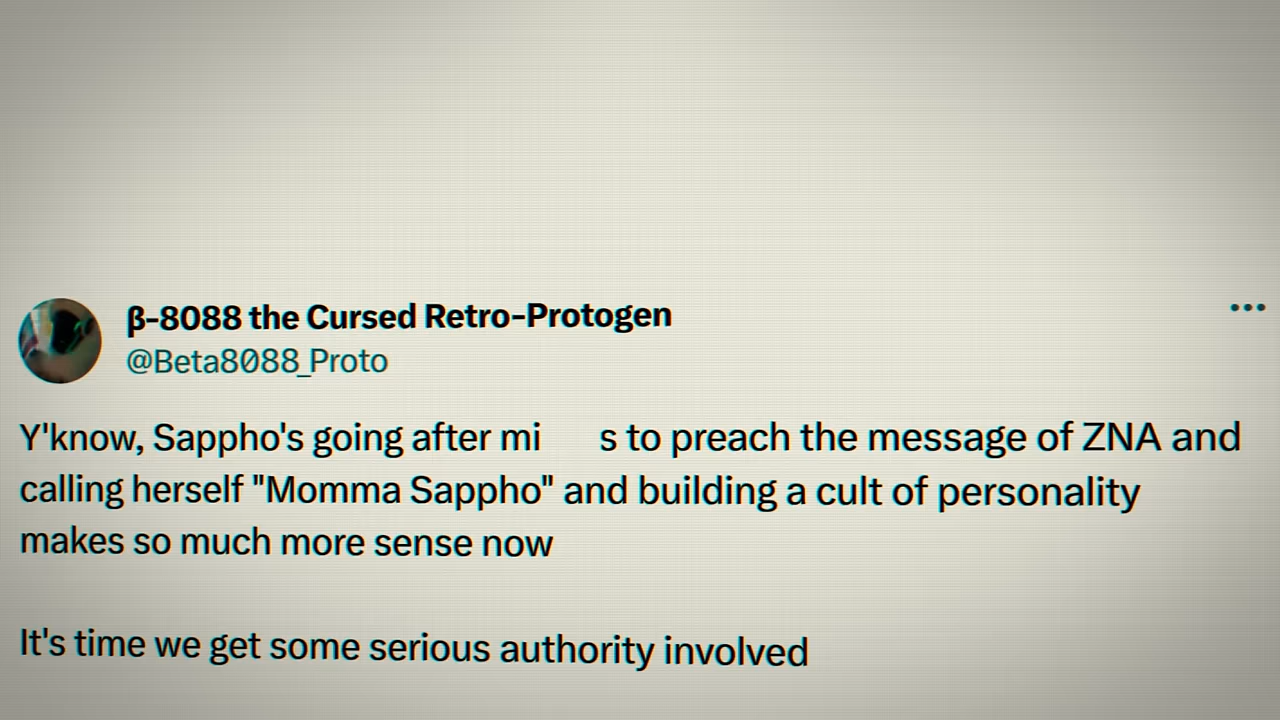 β-8088 the Cursed Retro-Protogen
@Beta8088_Proto
Y'know, Sappho's going after mi s to preach the message of ZNA and
calling herself "Momma Sappho" and building a cult of personality
makes so much more sense now
It's time we get some serious authority involved